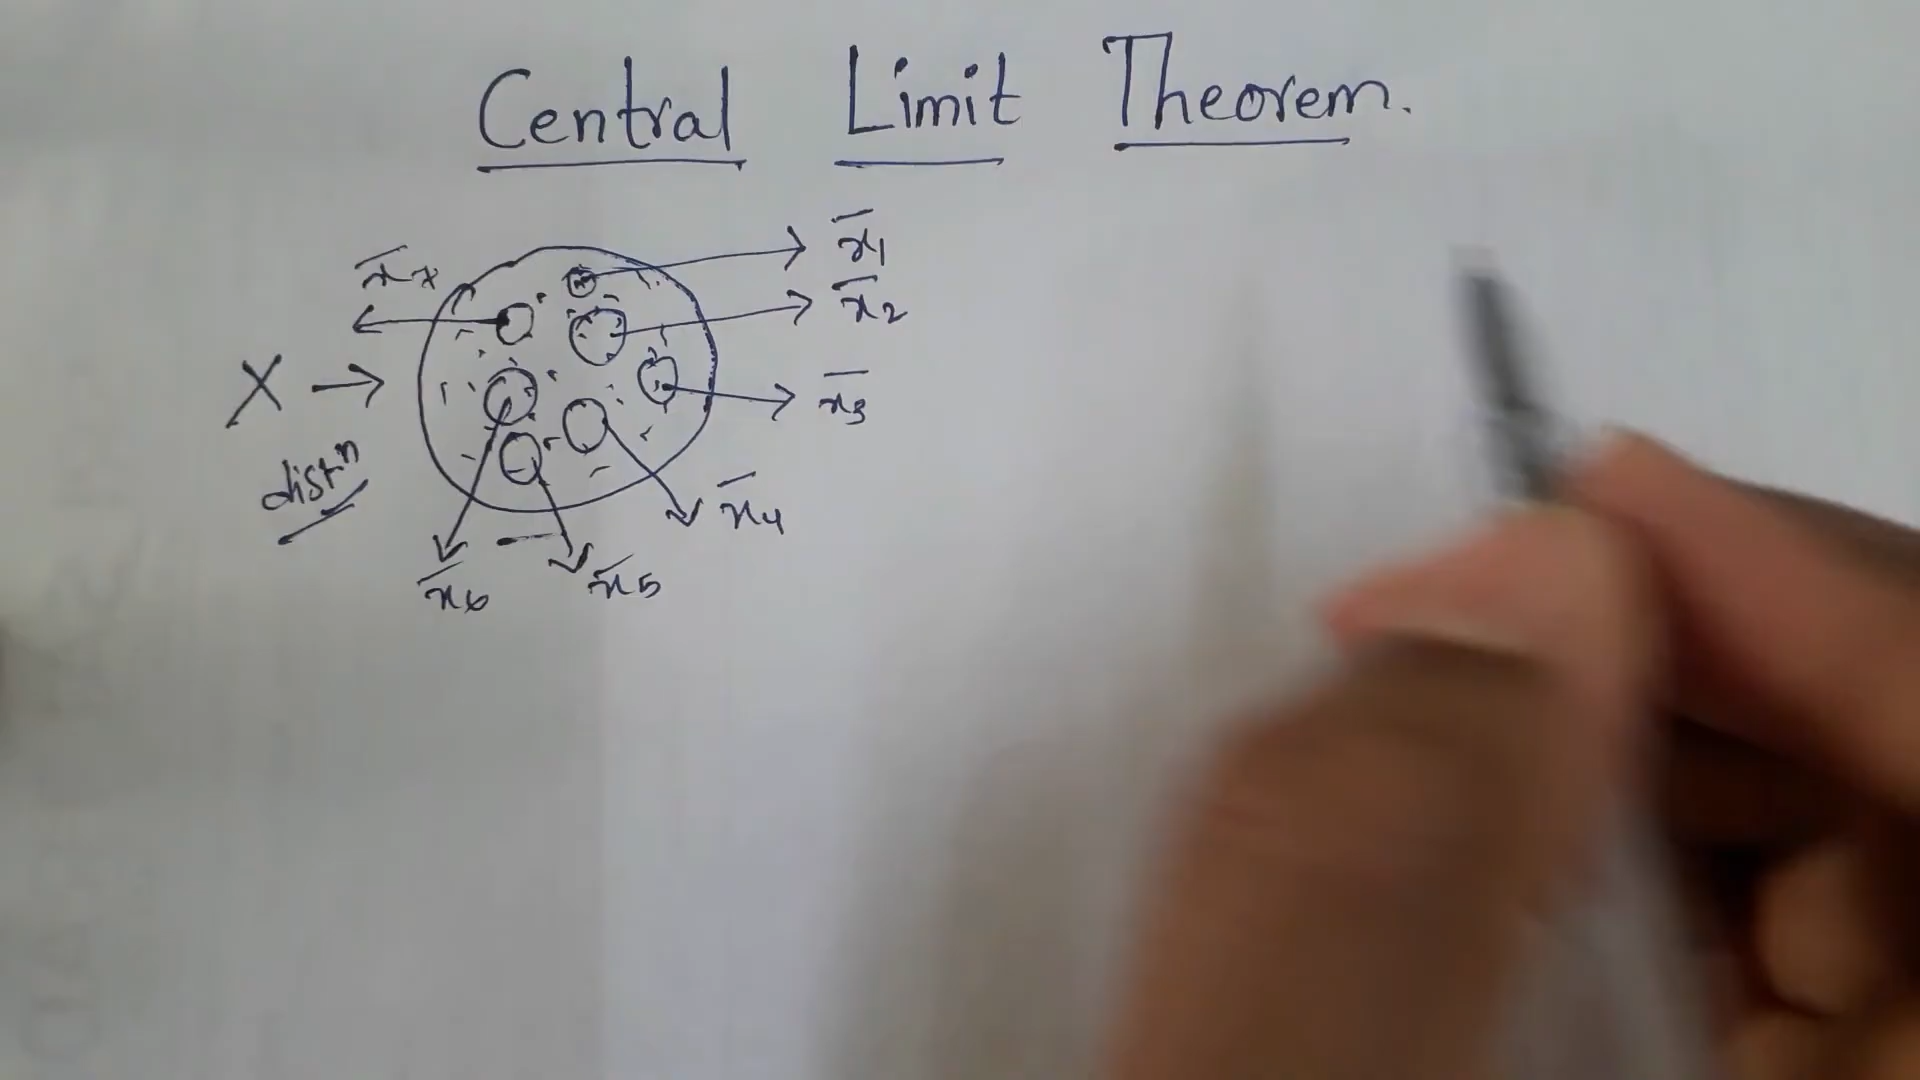 Central Limit Theorem.
x̄1
x̄7
x̄2
X →
x̄3
distⁿ
x̄4
x̄5
x̄6